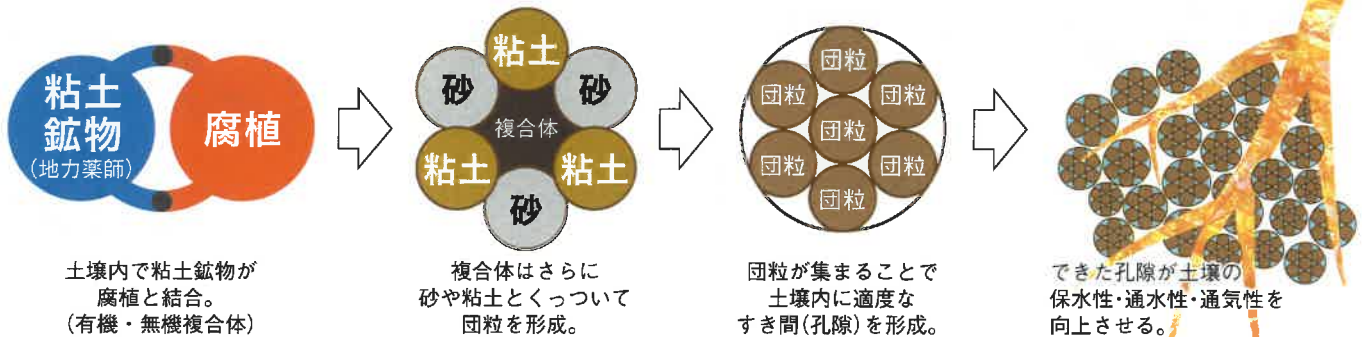 粘土
鉱物
(地力薬師)
腐植
土壌内で粘土鉱物が
腐植と結合。
(有機・無機複合体)
粘土
砂
砂
複合体
粘土
粘土
砂
複合体はさらに
砂や粘土とくっついて
団粒を形成。
団粒
団粒
団粒
団粒
団粒
団粒
団粒
団粒が集まることで
土壌内に適度な
すき間(孔隙)を形成。
できた孔隙が土壌の
保水性・通水性・通気性を
向上させる。